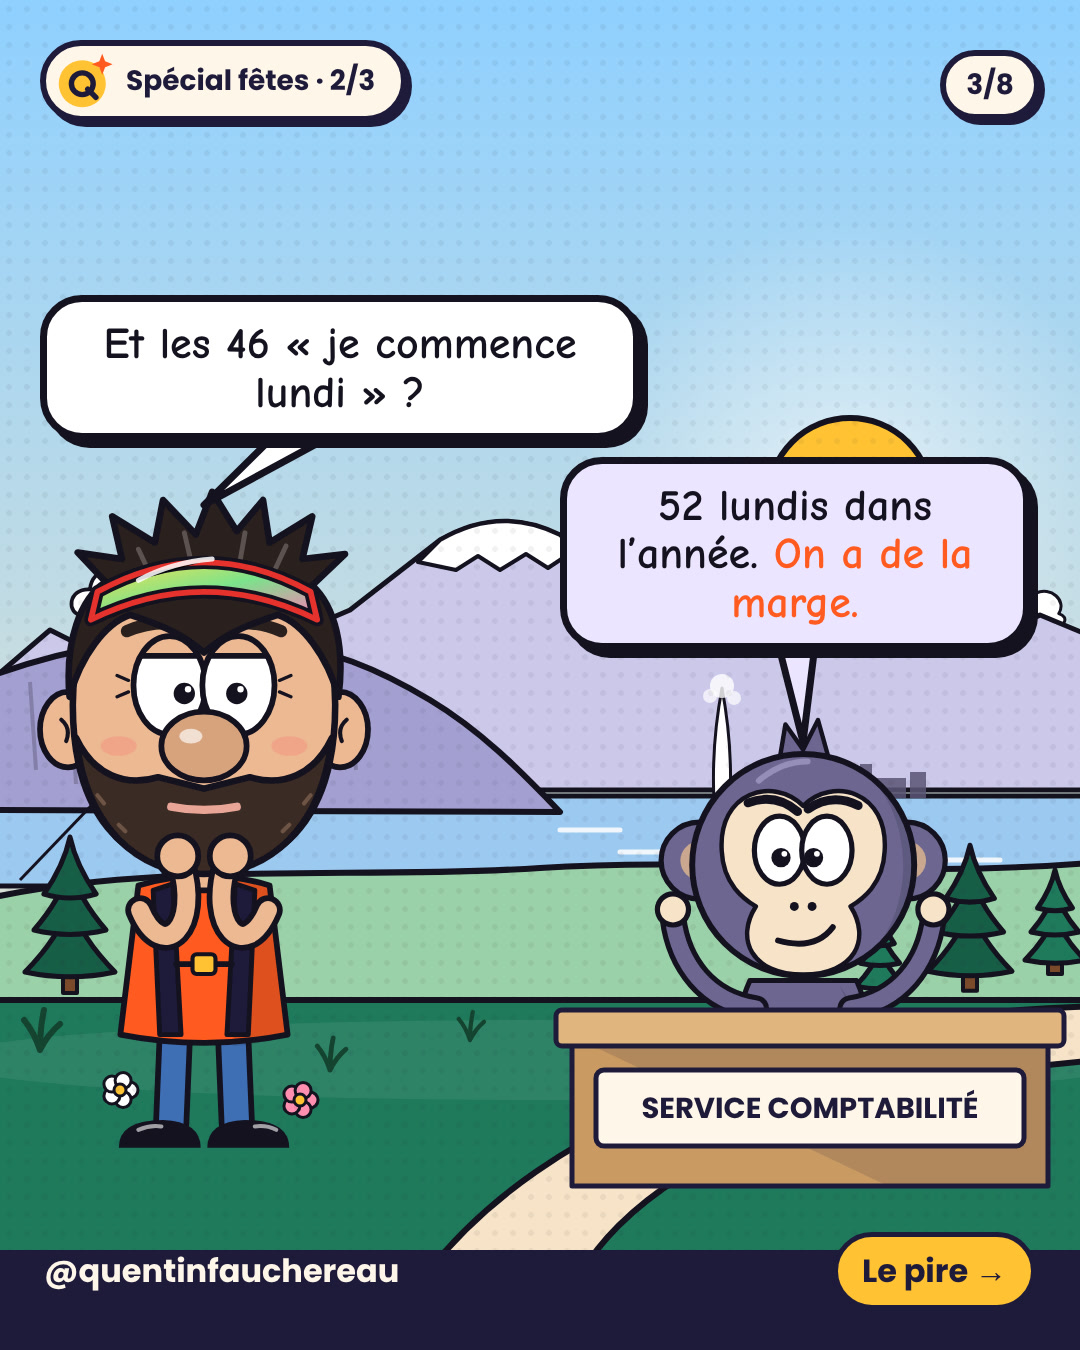 Q
Spécial fêtes · 2/3
3/8
Et les 46 « je commence
lundi » ?
52 lundis dans
l'année. On a de la
marge.
SERVICE COMPTABILITÉ
@quentinfauchereau
Le pire →